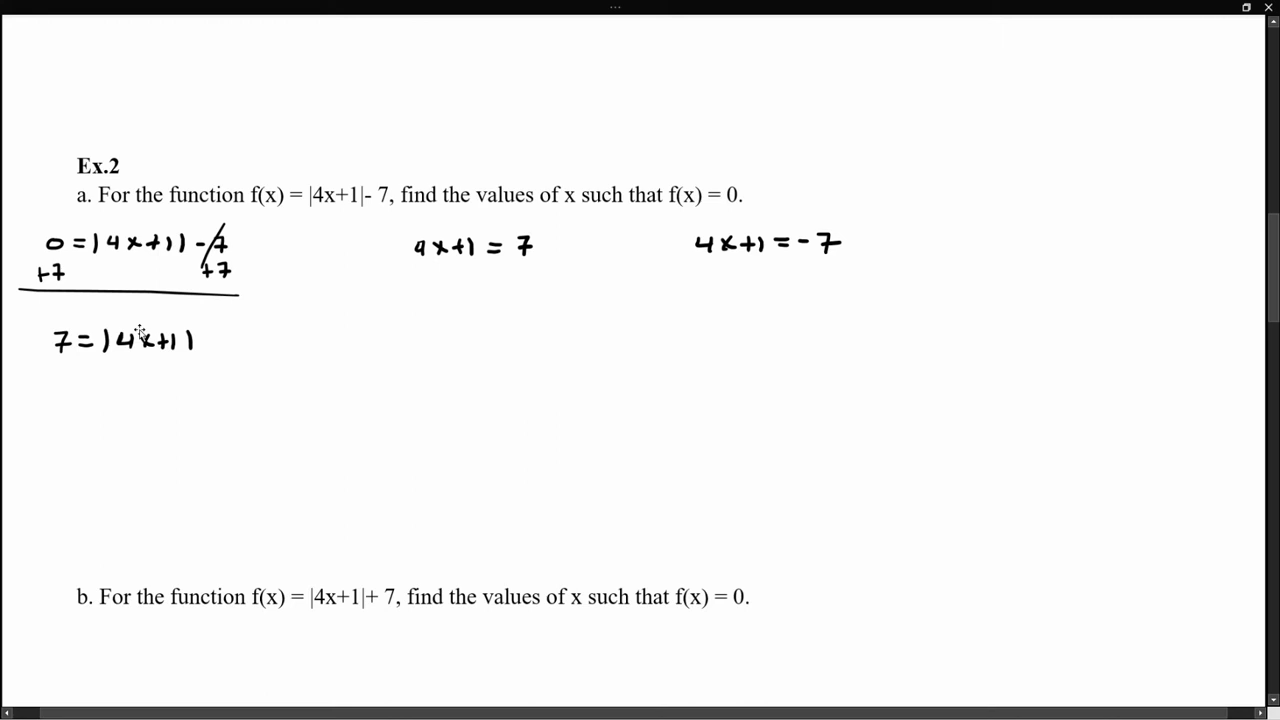 Ex.2
a. For the function f(x) = |4x+1|- 7, find the values of x such that f(x) = 0.
0 = |4x+1| - 7
+7 +7
7 = |4x+1|
4x+1 = 7
4x+1 = - 7
b. For the function f(x) = |4x+1|+ 7, find the values of x such that f(x) = 0.